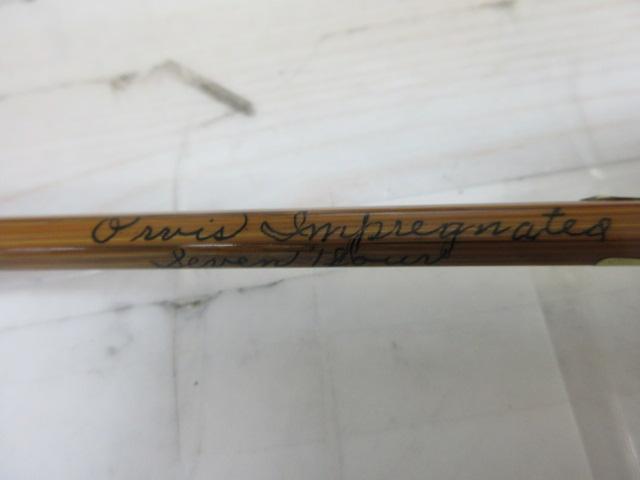 Orvis Impregnated
Seven \ Four